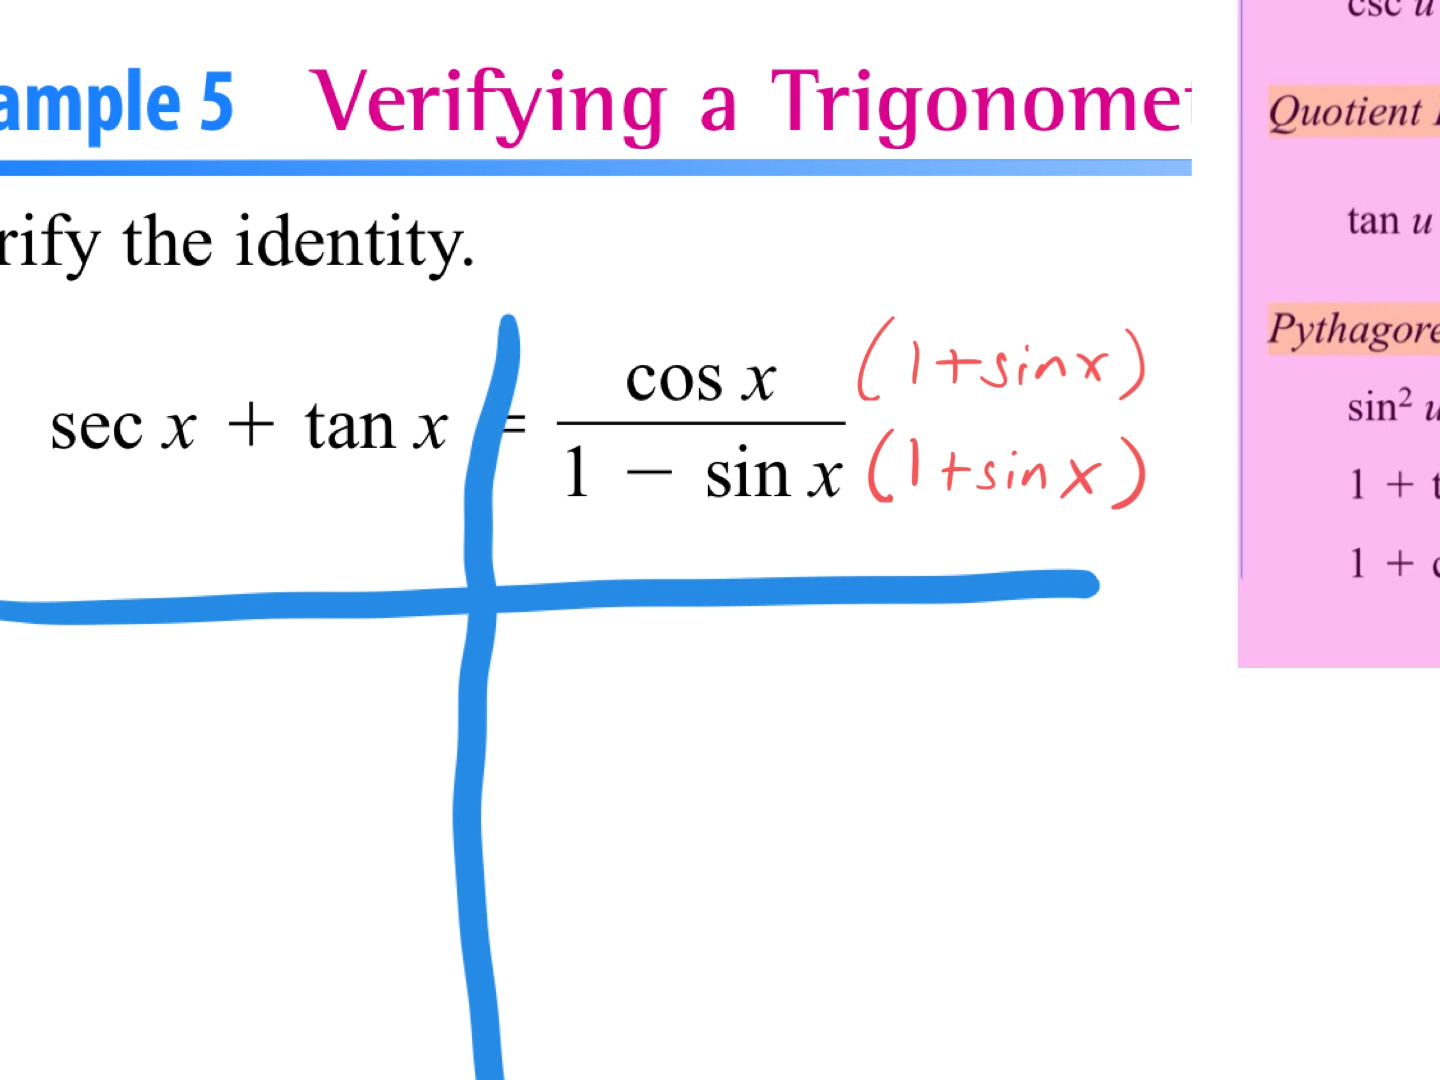 ample 5 Verifying a Trigonome
rify the identity.
sec x + tan x = cos x (1+sinx)
1 − sin x (1+sinx)
csc u
Quotient
tan u
Pythagore
sin² u
1 + t
1 + c